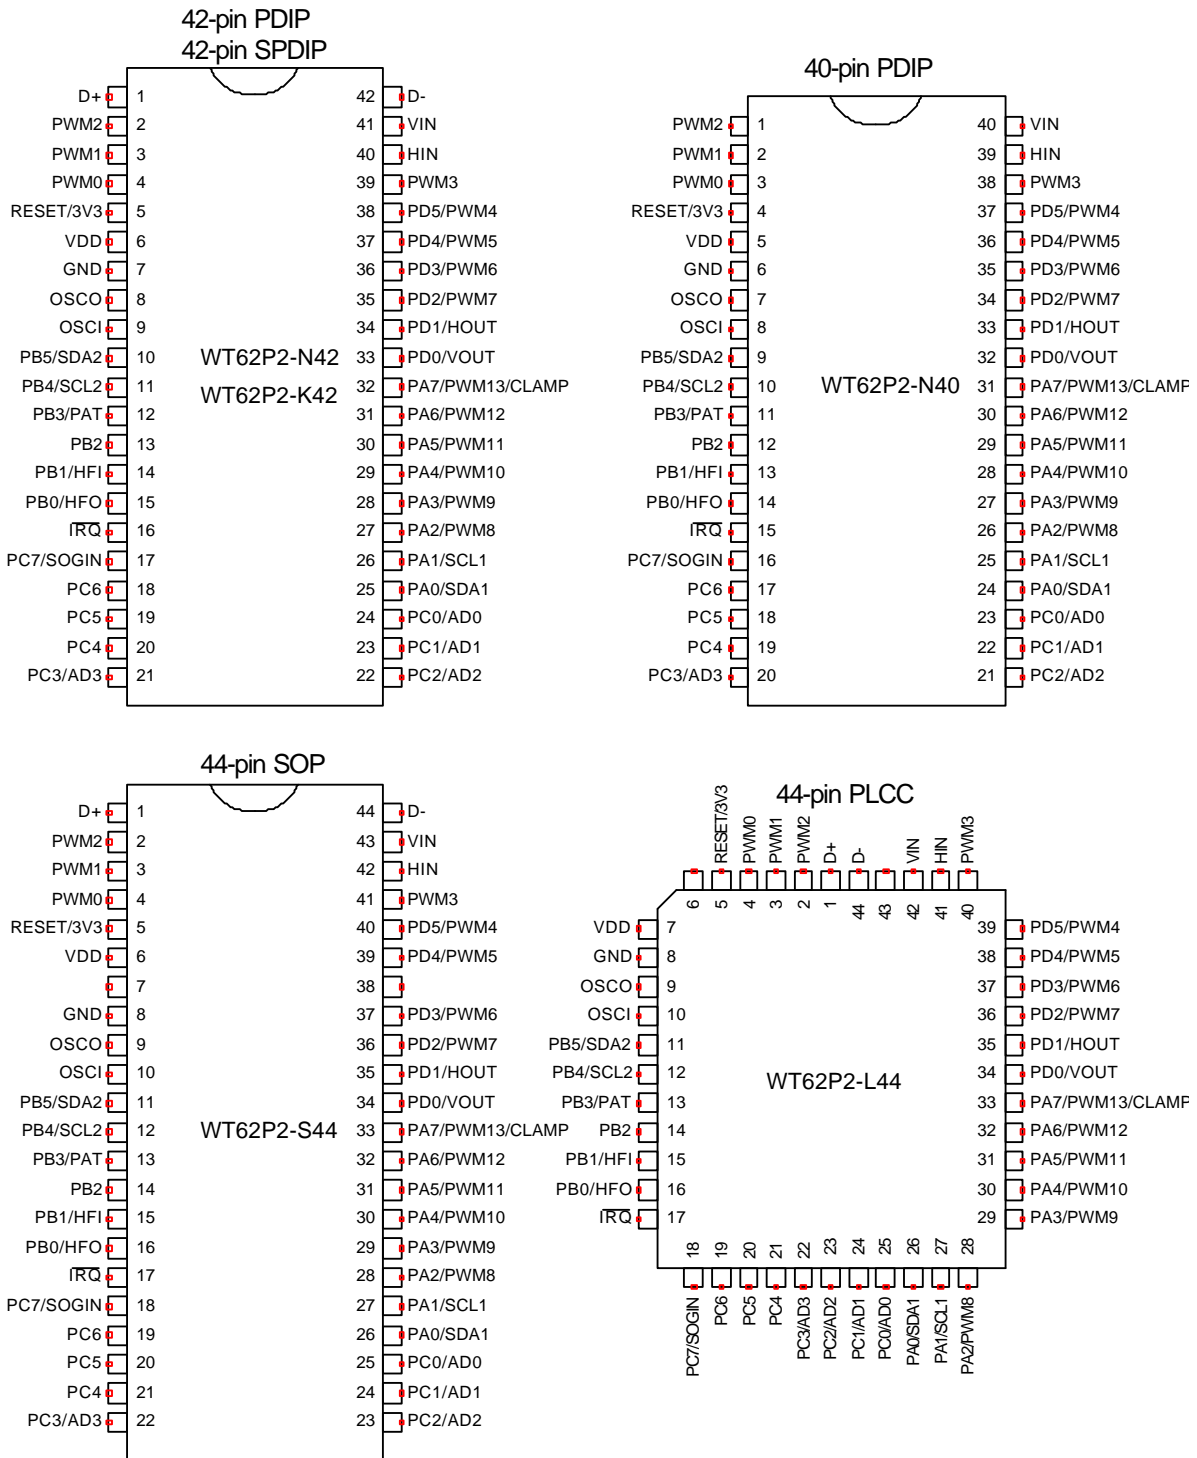 42-pin PDIP
42-pin SPDIP
D+ 1 42 D-
PWM2 2 41 VIN
PWM1 3 40 HIN
PWM0 4 39 PWM3
RESET/3V3 5 38 PD5/PWM4
VDD 6 37 PD4/PWM5
GND 7 36 PD3/PWM6
OSCO 8 35 PD2/PWM7
OSCI 9 34 PD1/HOUT
PB5/SDA2 10 WT62P2-N42 33 PD0/VOUT
PB4/SCL2 11 WT62P2-K42 32 PA7/PWM13/CLAMP
PB3/PAT 12 31 PA6/PWM12
PB2 13 30 PA5/PWM11
PB1/HFI 14 29 PA4/PWM10
PB0/HFO 15 28 PA3/PWM9
IRQ 16 27 PA2/PWM8
PC7/SOGIN 17 26 PA1/SCL1
PC6 18 25 PA0/SDA1
PC5 19 24 PC0/AD0
PC4 20 23 PC1/AD1
PC3/AD3 21 22 PC2/AD2
40-pin PDIP
PWM2 1 40 VIN
PWM1 2 39 HIN
PWM0 3 38 PWM3
RESET/3V3 4 37 PD5/PWM4
VDD 5 36 PD4/PWM5
GND 6 35 PD3/PWM6
OSCO 7 34 PD2/PWM7
OSCI 8 33 PD1/HOUT
PB5/SDA2 9 32 PD0/VOUT
PB4/SCL2 10 WT62P2-N40 31 PA7/PWM13/CLAMP
PB3/PAT 11 30 PA6/PWM12
PB2 12 29 PA5/PWM11
PB1/HFI 13 28 PA4/PWM10
PB0/HFO 14 27 PA3/PWM9
IRQ 15 26 PA2/PWM8
PC7/SOGIN 16 25 PA1/SCL1
PC6 17 24 PA0/SDA1
PC5 18 23 PC0/AD0
PC4 19 22 PC1/AD1
PC3/AD3 20 21 PC2/AD2
44-pin SOP
D+ 1 44 D-
PWM2 2 43 VIN
PWM1 3 42 HIN
PWM0 4 41 PWM3
RESET/3V3 5 40 PD5/PWM4
VDD 6 39 PD4/PWM5
7 38
GND 8 37 PD3/PWM6
OSCO 9 36 PD2/PWM7
OSCI 10 35 PD1/HOUT
PB5/SDA2 11 34 PD0/VOUT
PB4/SCL2 12 WT62P2-S44 33 PA7/PWM13/CLAMP
PB3/PAT 13 32 PA6/PWM12
PB2 14 31 PA5/PWM11
PB1/HFI 15 30 PA4/PWM10
PB0/HFO 16 29 PA3/PWM9
IRQ 17 28 PA2/PWM8
PC7/SOGIN 18 27 PA1/SCL1
PC6 19 26 PA0/SDA1
PC5 20 25 PC0/AD0
PC4 21 24 PC1/AD1
PC3/AD3 22 23 PC2/AD2
44-pin PLCC
RESET/3V3 PWM0 PWM1 PWM2 D+ D- VIN HIN PWM3
6 5 4 3 2 1 44 43 42 41 40
VDD 7 39 PD5/PWM4
GND 8 38 PD4/PWM5
OSCO 9 37 PD3/PWM6
OSCI 10 36 PD2/PWM7
PB5/SDA2 11 35 PD1/HOUT
PB4/SCL2 12 WT62P2-L44 34 PD0/VOUT
PB3/PAT 13 33 PA7/PWM13/CLAMP
PB2 14 32 PA6/PWM12
PB1/HFI 15 31 PA5/PWM11
PB0/HFO 16 30 PA4/PWM10
IRQ 17 29 PA3/PWM9
18 19 20 21 22 23 24 25 26 27 28
PC7/SOGIN PC6 PC5 PC4 PC3/AD3 PC2/AD2 PC1/AD1 PC0/AD0 PA0/SDA1 PA1/SCL1 PA2/PWM8